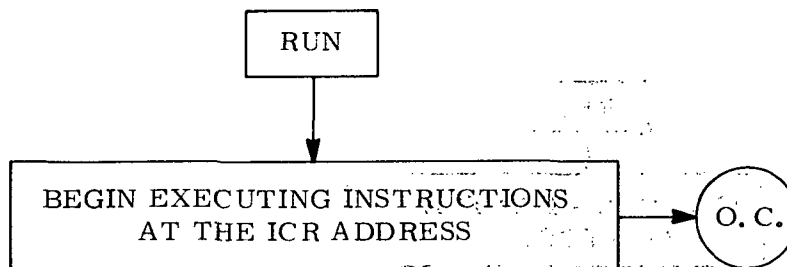 RUN
BEGIN EXECUTING INSTRUCTIONS
AT THE ICR ADDRESS
O. C.